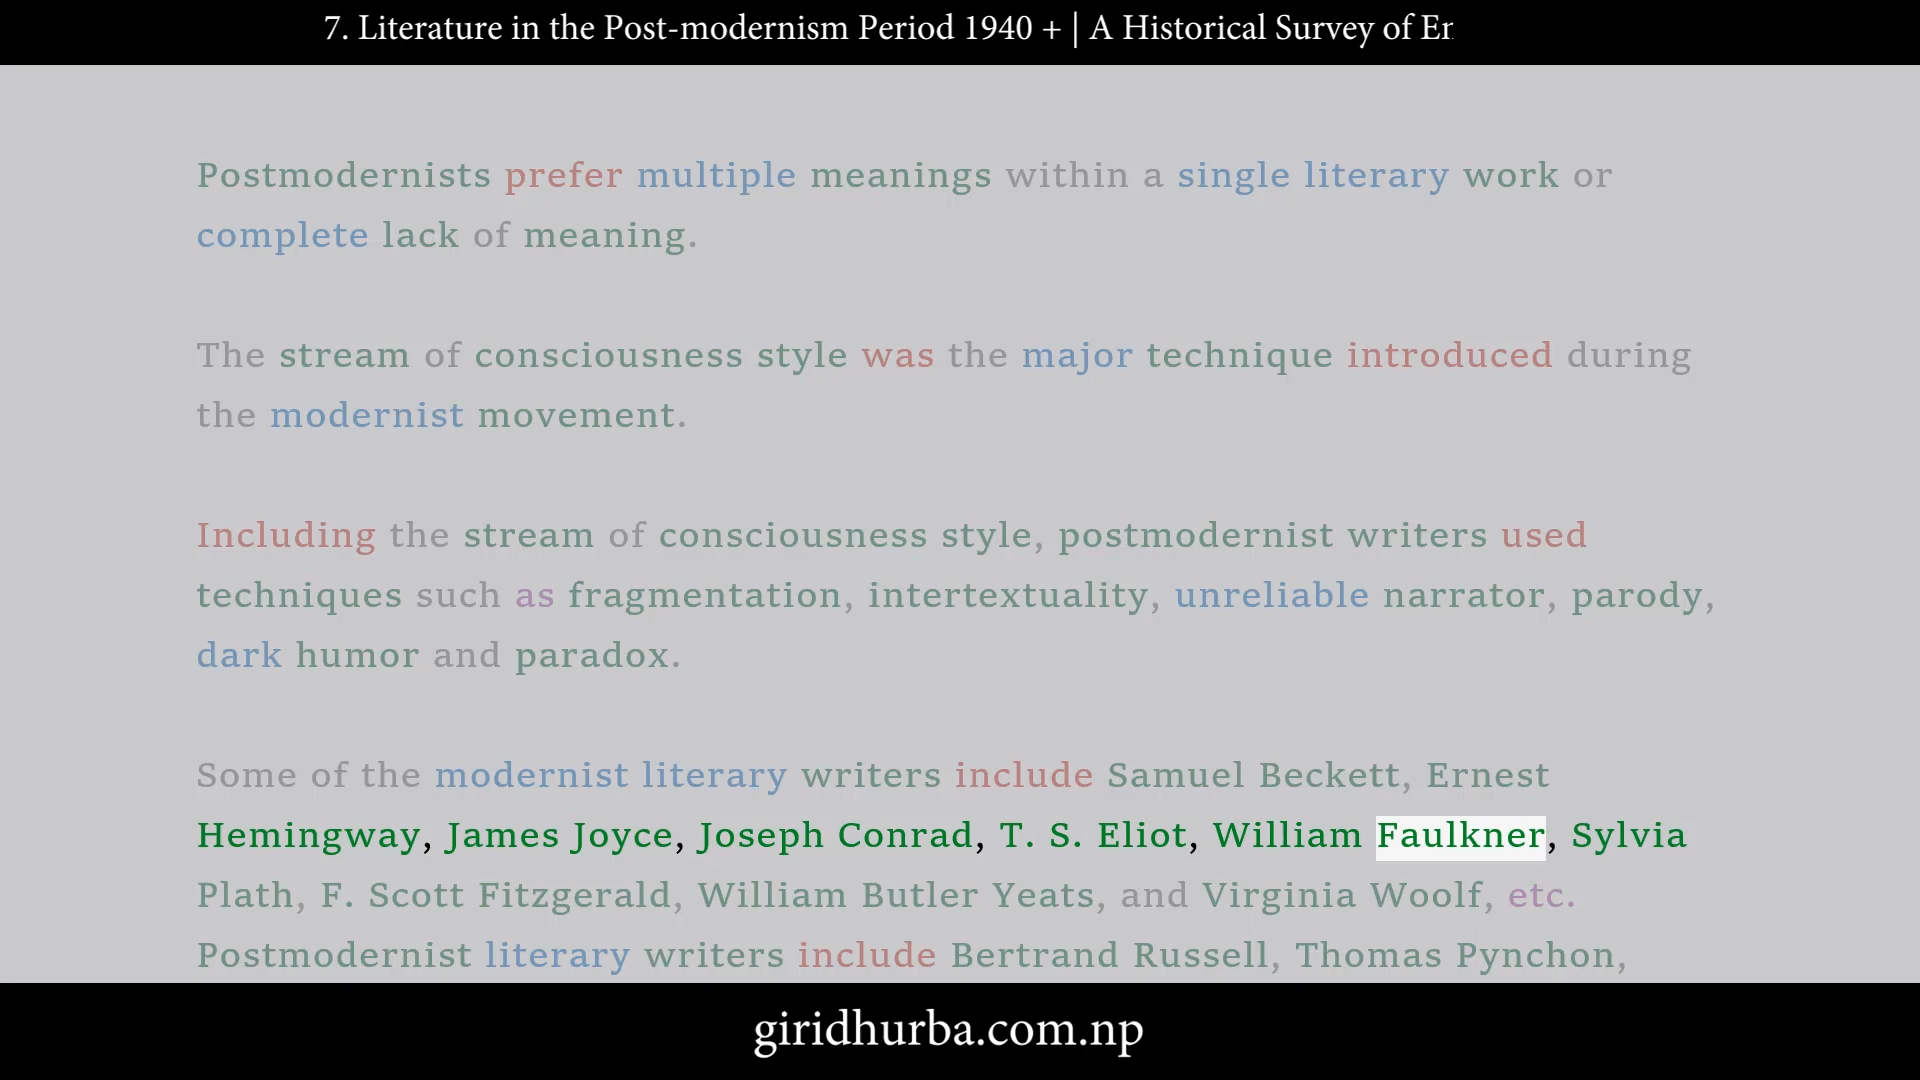 7. Literature in the Post-modernism Period 1940 + | A Historical Survey of En
Postmodernists prefer multiple meanings within a single literary work or
complete lack of meaning.
The stream of consciousness style was the major technique introduced during
the modernist movement.
Including the stream of consciousness style, postmodernist writers used
techniques such as fragmentation, intertextuality, unreliable narrator, parody,
dark humor and paradox.
Some of the modernist literary writers include Samuel Beckett, Ernest
Hemingway, James Joyce, Joseph Conrad, T. S. Eliot, William Faulkner, Sylvia
Plath, F. Scott Fitzgerald, William Butler Yeats, and Virginia Woolf, etc.
Postmodernist literary writers include Bertrand Russell, Thomas Pynchon,
giridhurba.com.np